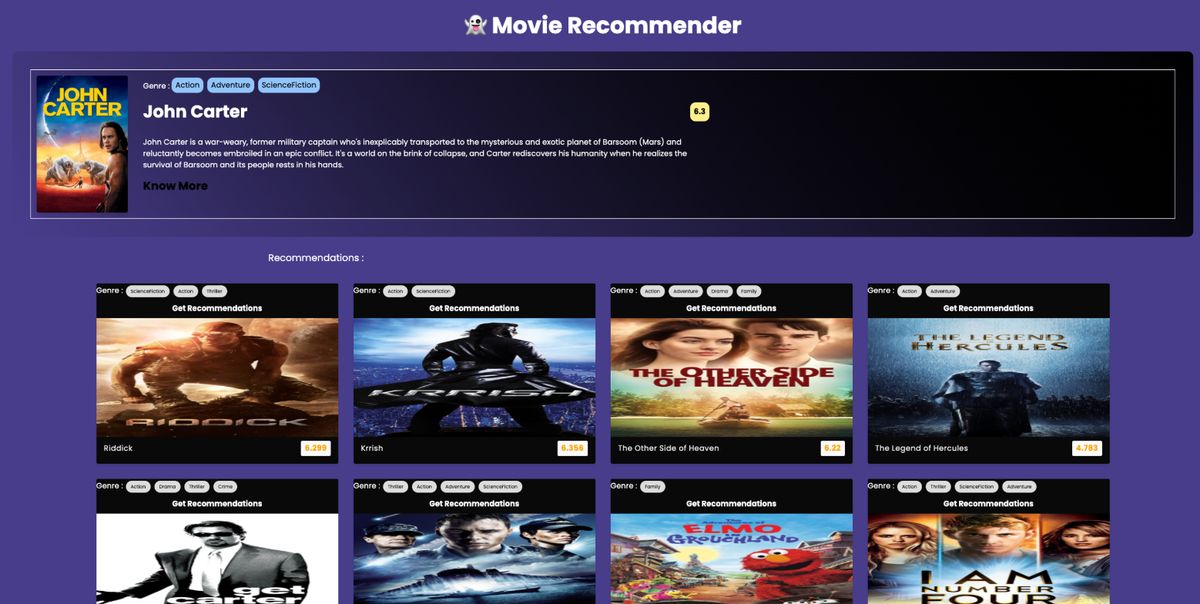 👻 Movie Recommender
JOHN
CARTER
Genre : Action Adventure ScienceFiction
John Carter
6.3
John Carter is a war-weary, former military captain who's inexplicably transported to the mysterious and exotic planet of Barsoom (Mars) and
reluctantly becomes embroiled in an epic conflict. It's a world on the brink of collapse, and Carter rediscovers his humanity when he realizes the
survival of Barsoom and its people rests in his hands.
Know More
Recommendations :
Genre : ScienceFiction Action Thriller
Get Recommendations
RIDDICK
Riddick 6.299
Genre : Action ScienceFiction
Get Recommendations
KRRISH
Krrish 6.356
Genre : Action Adventure Drama Family
Get Recommendations
THE OTHER SIDE
OF HEAVEN
The Other Side of Heaven 6.22
Genre : Action Adventure
Get Recommendations
THE LEGEND
HERCULES
The Legend of Hercules 4.783
Genre : Action Drama Thriller Crime
Get Recommendations
get
carter
Genre : Thriller Action Adventure ScienceFiction
Get Recommendations
Genre : Family
Get Recommendations
The Adventures of
ELMO
in
GROUCHLAND
Genre : Action Thriller ScienceFiction Adventure
Get Recommendations
I AM
NUMBER
FOUR